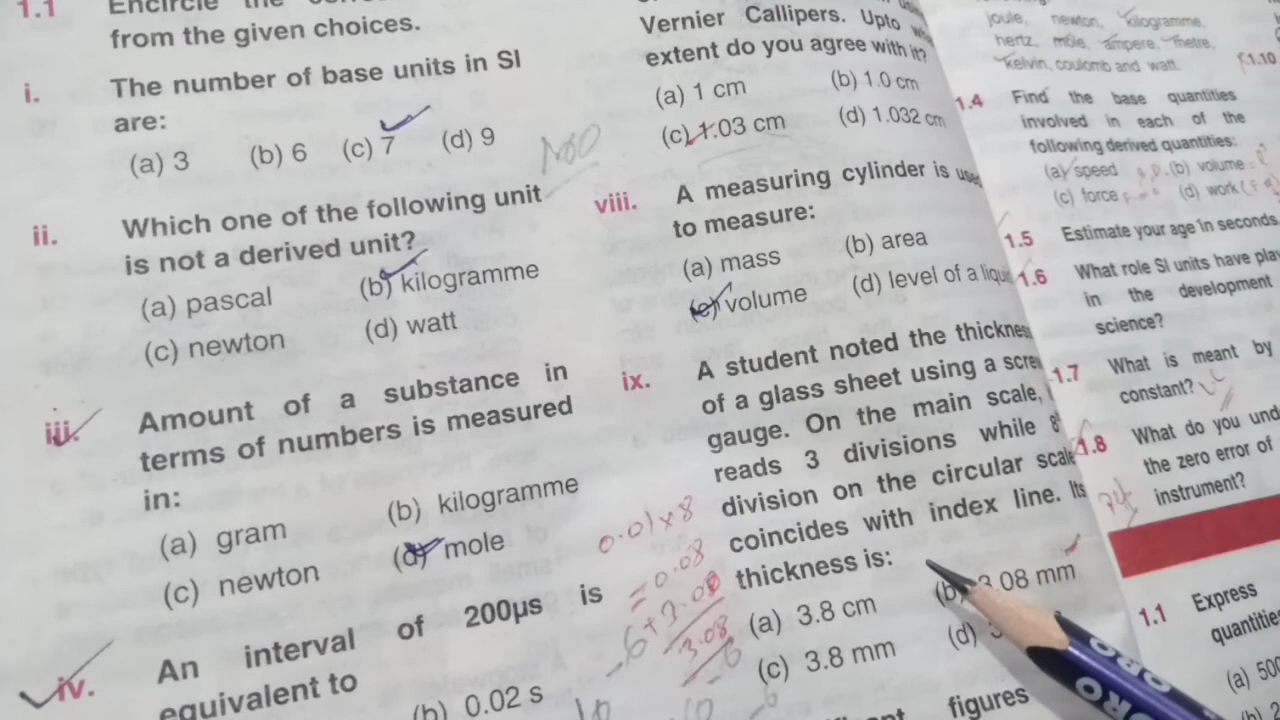 1.1
from the given choices.
i. The number of base units in SI
are:
(a) 3 (b) 6 (c) 7 (d) 9
ii. Which one of the following unit
is not a derived unit?
(a) pascal (b) kilogramme
(c) newton (d) watt
iii. Amount of a substance in
terms of numbers is measured
in:
(a) gram (b) kilogramme
(c) newton (d) mole
iv. An interval of 200µs is
equivalent to
(b) 0.02 s
Vernier Callipers. Upto
extent do you agree with it?
(a) 1 cm (b) 1.0 cm
(c) 1.03 cm (d) 1.032 cm
viii. A measuring cylinder is used
to measure:
(a) mass (b) area
(c) volume (d) level of a
ix. A student noted the
of a glass sheet using a
gauge. On the main scale,
reads 3 divisions while 8
division on the circular scale
coincides with index line. Its
thickness is:
(a) 3.8 cm (b) 3.08 mm
(c) 3.8 mm (d)
figures
0.01 x 8
= 0.08
+ 3.00
3.08
joule, newton, kilogramme,
hertz, mole, ampere, metre,
kelvin, coulomb and watt.
1.10
1.4 Find the base quantities
involved in each of the
following derived quantities:
(a) speed (b) volume
(c) force (d) work
1.5 Estimate your age in seconds
1.6 What role SI units have
in the development
science?
1.7 What is meant by
constant?
1.8 What do you
the zero error of
instrument?
1.1 Express
(a)